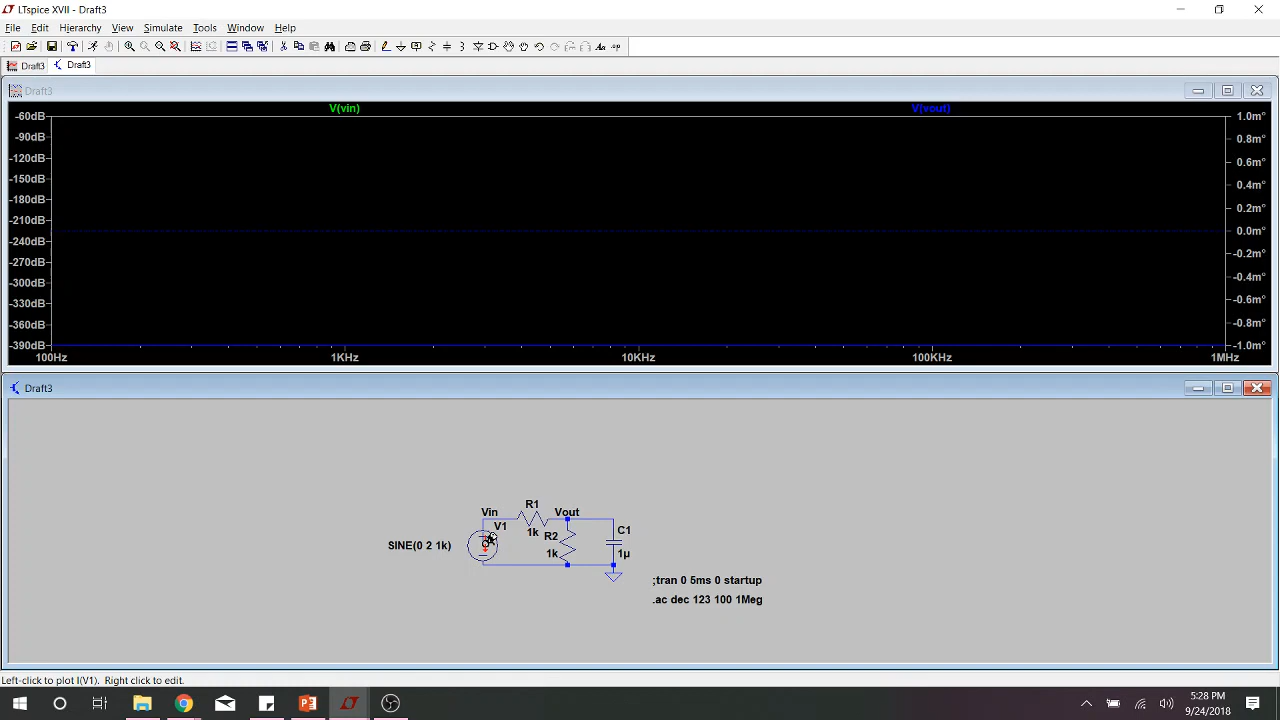 LTspice XVII - Draft3
File Edit Hierarchy View Simulate Tools Window Help
Draft3 Draft3
Draft3
V(vin) V(vout)
-60dB 1.0m°
-90dB 0.8m°
-120dB 0.6m°
-150dB 0.4m°
-180dB 0.2m°
-210dB 0.0m°
-240dB -0.2m°
-270dB -0.4m°
-300dB -0.6m°
-330dB -0.8m°
-360dB -1.0m°
-390dB
100Hz 1KHz 10KHz 100KHz 1MHz
Draft3
R1
Vin Vout
V1 C1
1k R2
SINE(0 2 1k) 1k 1µ
;tran 0 5ms 0 startup
.ac dec 123 100 1Meg
Left-click to plot I(V1). Right click to edit.
5:28 PM
9/24/2018